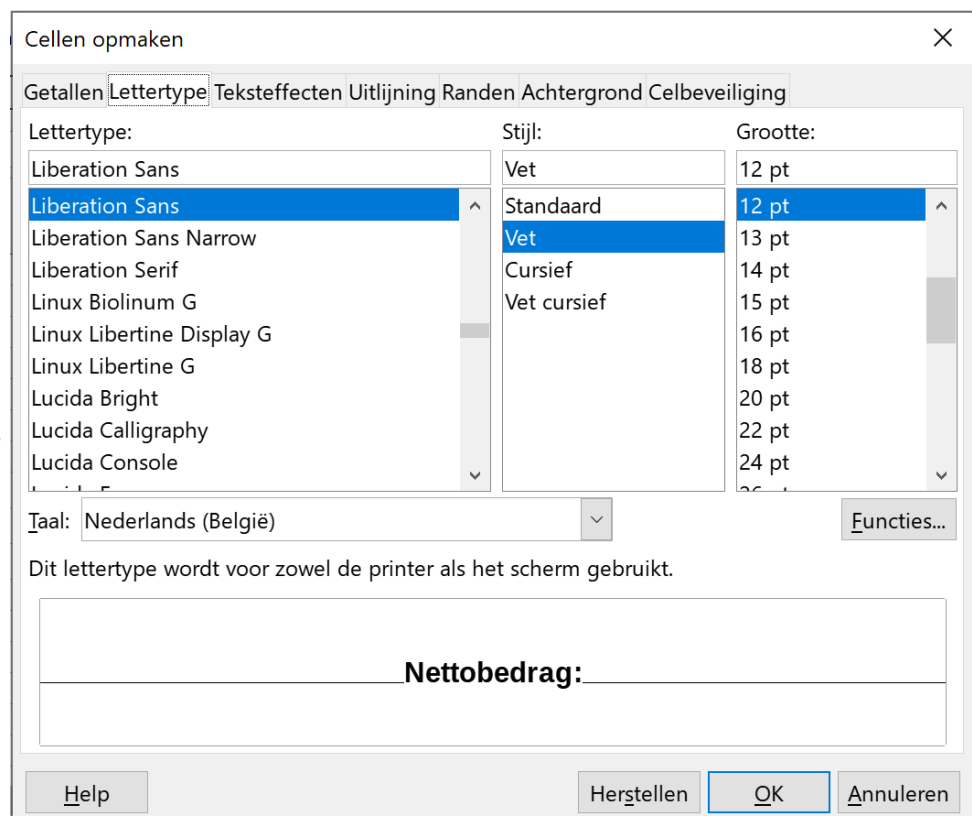 Cellen opmaken
Getallen Lettertype Teksteffecten Uitlijning Randen Achtergrond Celbeveiliging
Lettertype: Stijl: Grootte:
Liberation Sans Vet 12 pt
Liberation Sans Standaard 12 pt
Liberation Sans Narrow Vet 13 pt
Liberation Serif Cursief 14 pt
Linux Biolinum G Vet cursief 15 pt
Linux Libertine Display G 16 pt
Linux Libertine G 18 pt
Lucida Bright 20 pt
Lucida Calligraphy 22 pt
Lucida Console 24 pt
Taal: Nederlands (België) Functies...
Dit lettertype wordt voor zowel de printer als het scherm gebruikt.
Nettobedrag:
Help Herstellen OK Annuleren